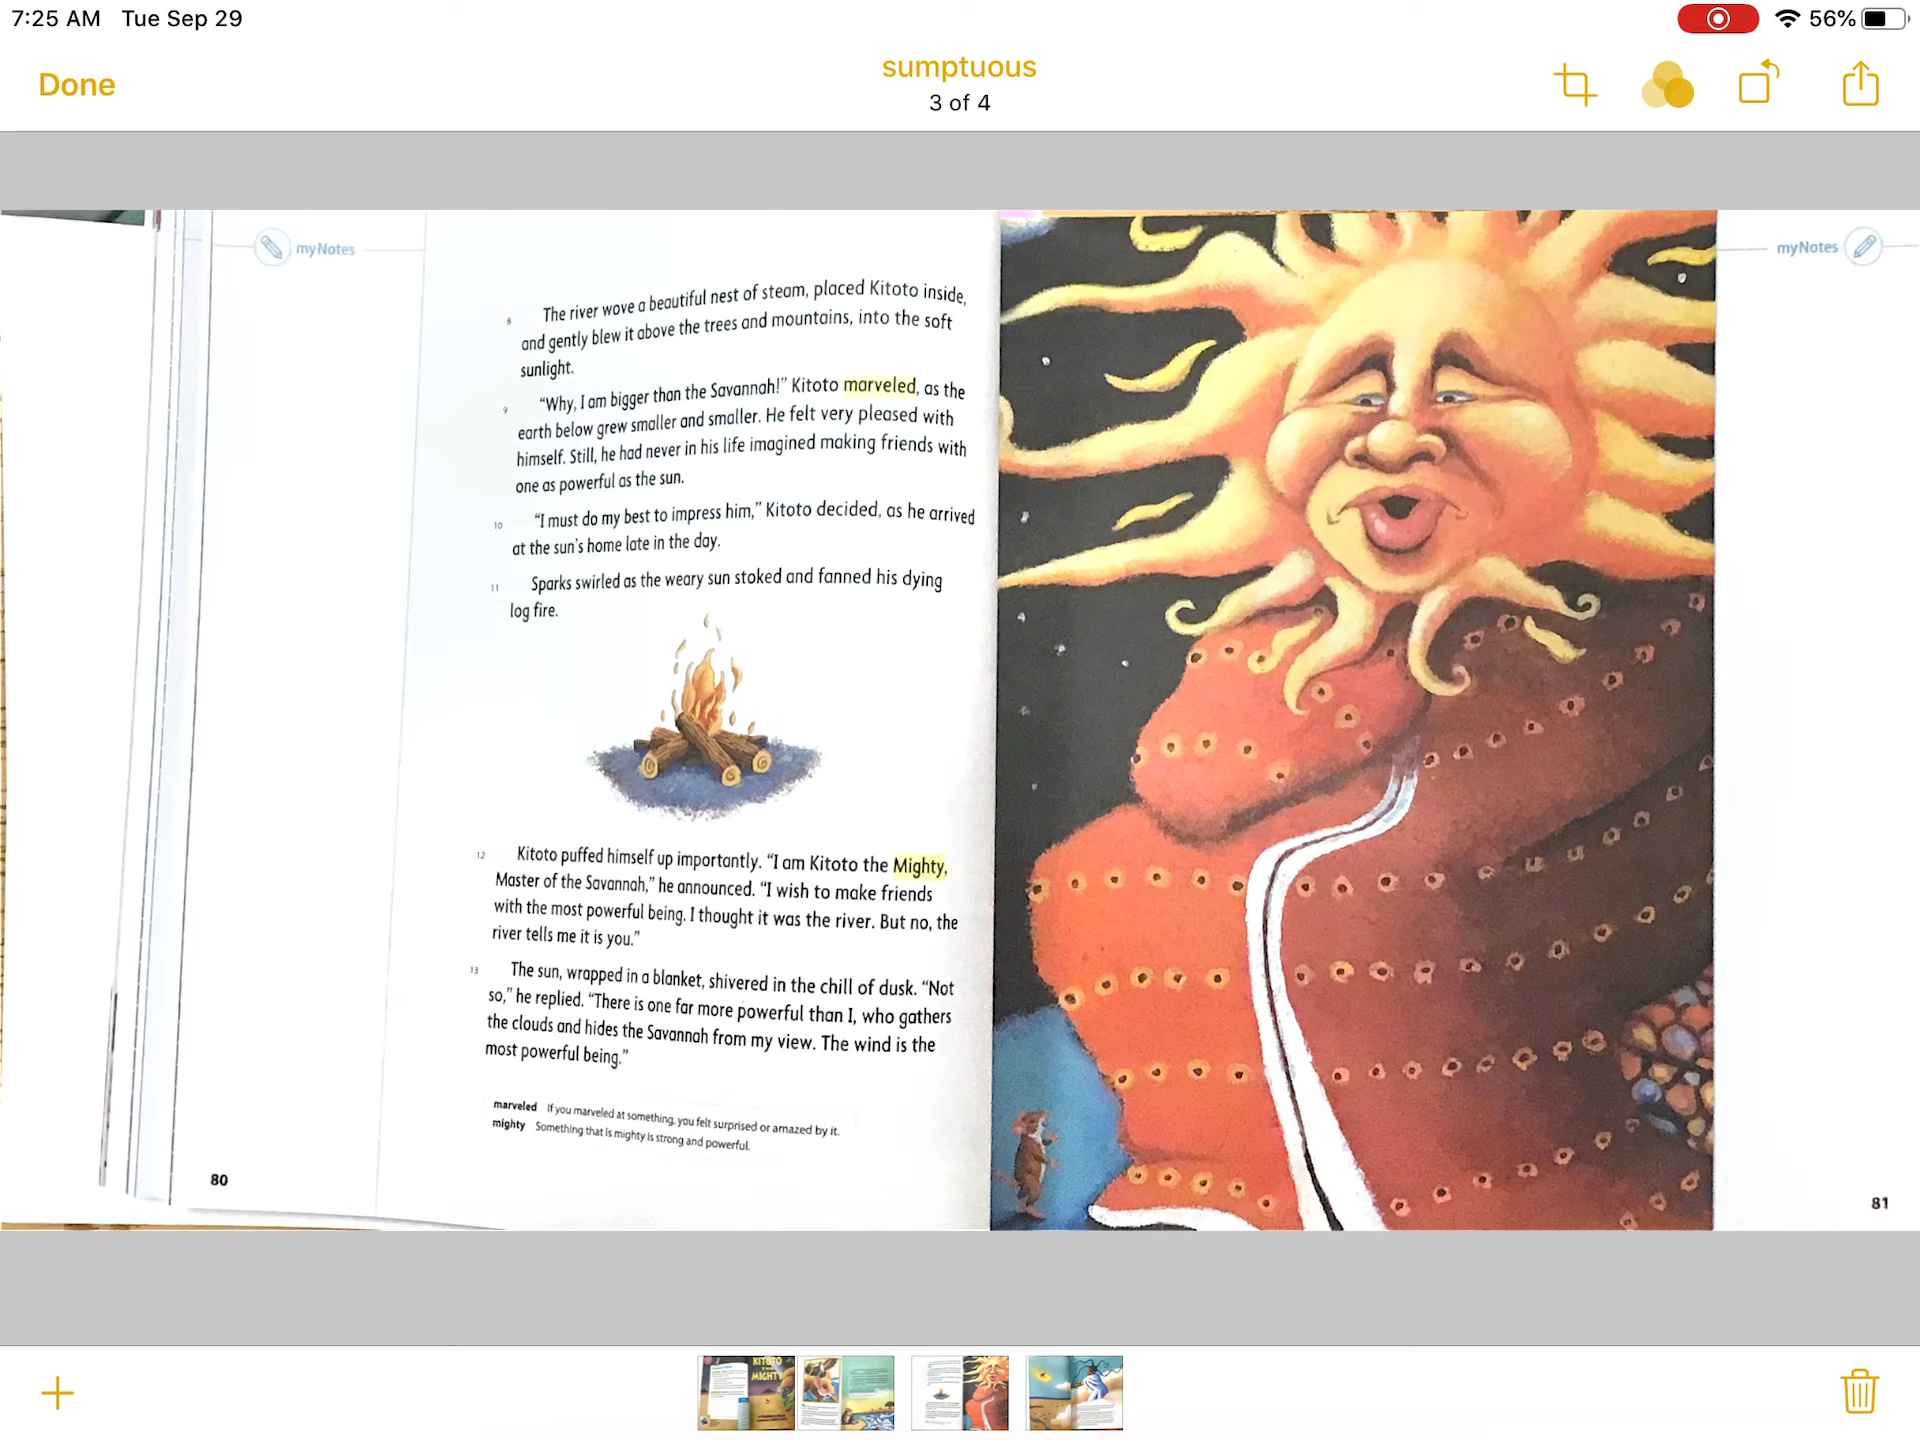 7:25 AM Tue Sep 29
56%
Done
sumptuous
3 of 4
myNotes
myNotes
8 The river wove a beautiful nest of steam, placed Kitoto inside,
and gently blew it above the trees and mountains, into the soft
sunlight.
9 “Why, I am bigger than the Savannah!” Kitoto marveled, as the
earth below grew smaller and smaller. He felt very pleased with
himself. Still, he had never in his life imagined making friends with
one as powerful as the sun.
10 “I must do my best to impress him,” Kitoto decided, as he arrived
at the sun’s home late in the day.
11 Sparks swirled as the weary sun stoked and fanned his dying
log fire.
12 Kitoto puffed himself up importantly. “I am Kitoto the Mighty,
Master of the Savannah,” he announced. “I wish to make friends
with the most powerful being. I thought it was the river. But no, the
river tells me it is you.”
13 The sun, wrapped in a blanket, shivered in the chill of dusk. “Not
so,” he replied. “There is one far more powerful than I, who gathers
the clouds and hides the Savannah from my view. The wind is the
most powerful being.”
marveled If you marveled at something, you felt surprised or amazed by it.
mighty Something that is mighty is strong and powerful.
80
81
KITOTO
MIGHTY